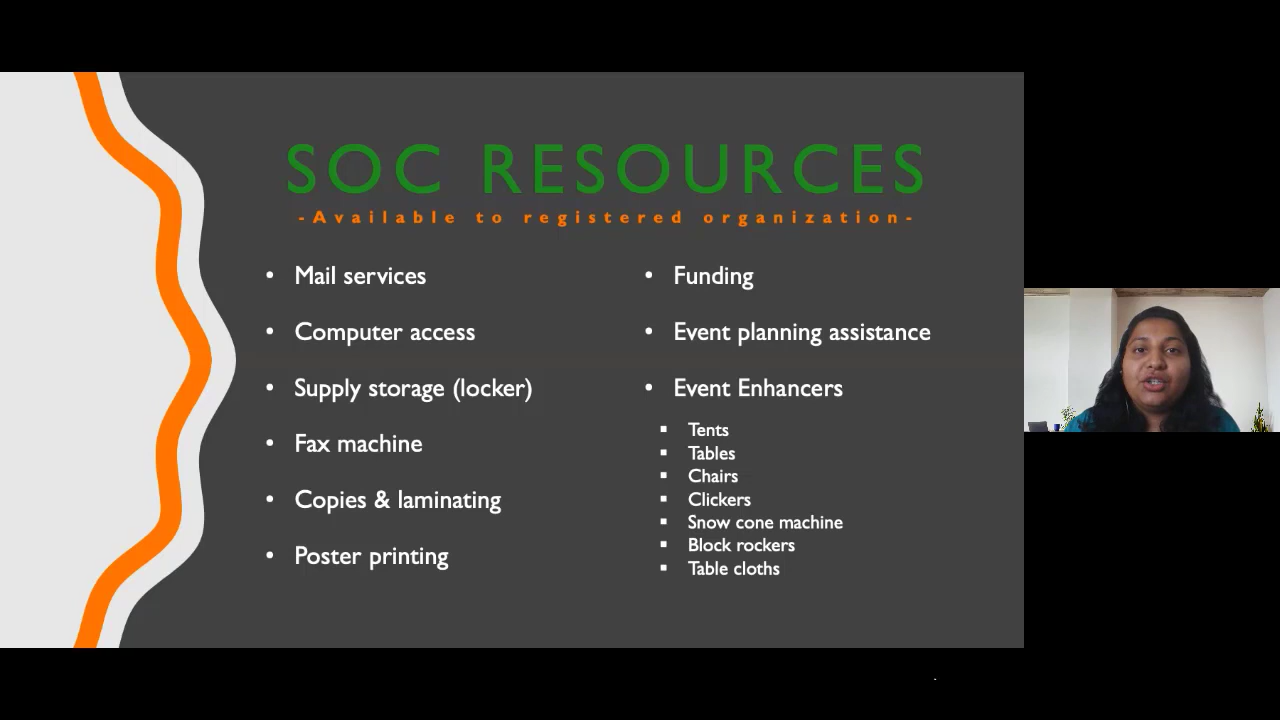 SOC RESOURCES
-Available to registered organization-
• Mail services
• Computer access
• Supply storage (locker)
• Fax machine
• Copies & laminating
• Poster printing
• Funding
• Event planning assistance
• Event Enhancers
▪ Tents
▪ Tables
▪ Chairs
▪ Clickers
▪ Snow cone machine
▪ Block rockers
▪ Table cloths